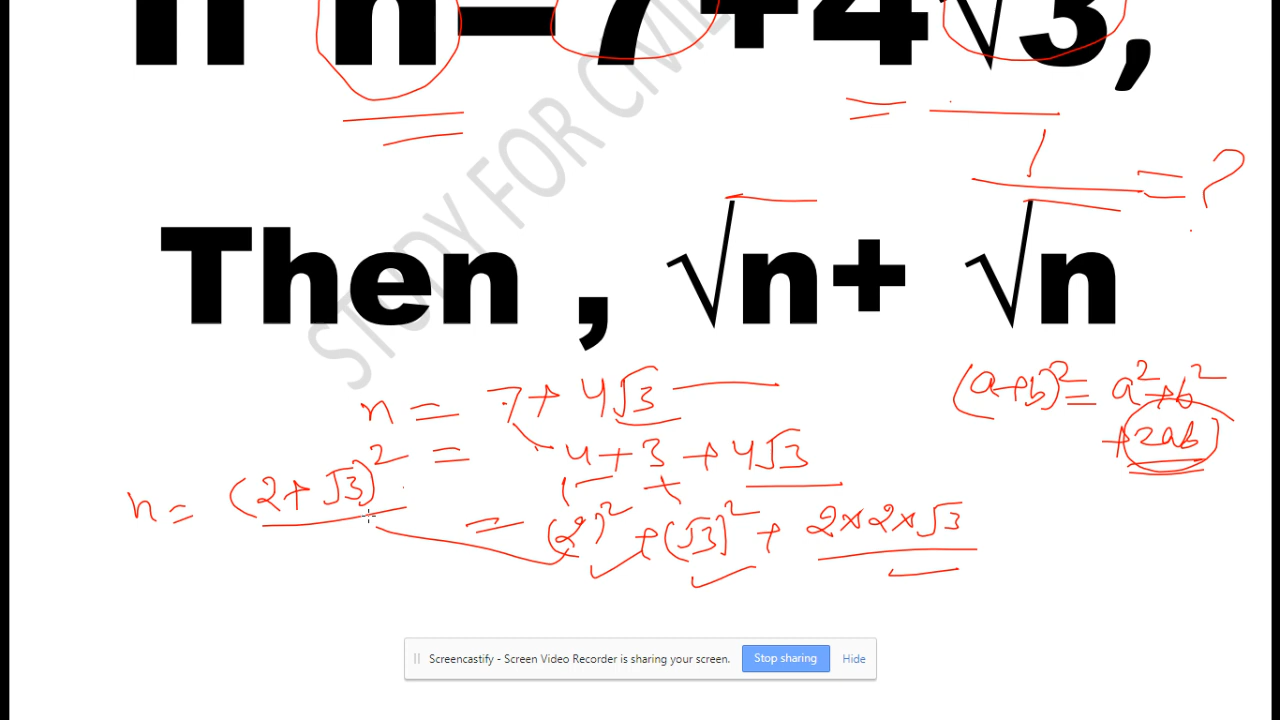 If n=7+4√3,
1
= ?
Then , √n+ √n
n = 7 + 4√3
(a+b)² = a² + b²
+ 2ab
= 4 + 3 + 4√3
n = (2 + √3)²
= (2)² + (√3)² + 2×2×√3
STUDY FOR CIVIL
Screencastify - Screen Video Recorder is sharing your screen.
Stop sharing
Hide